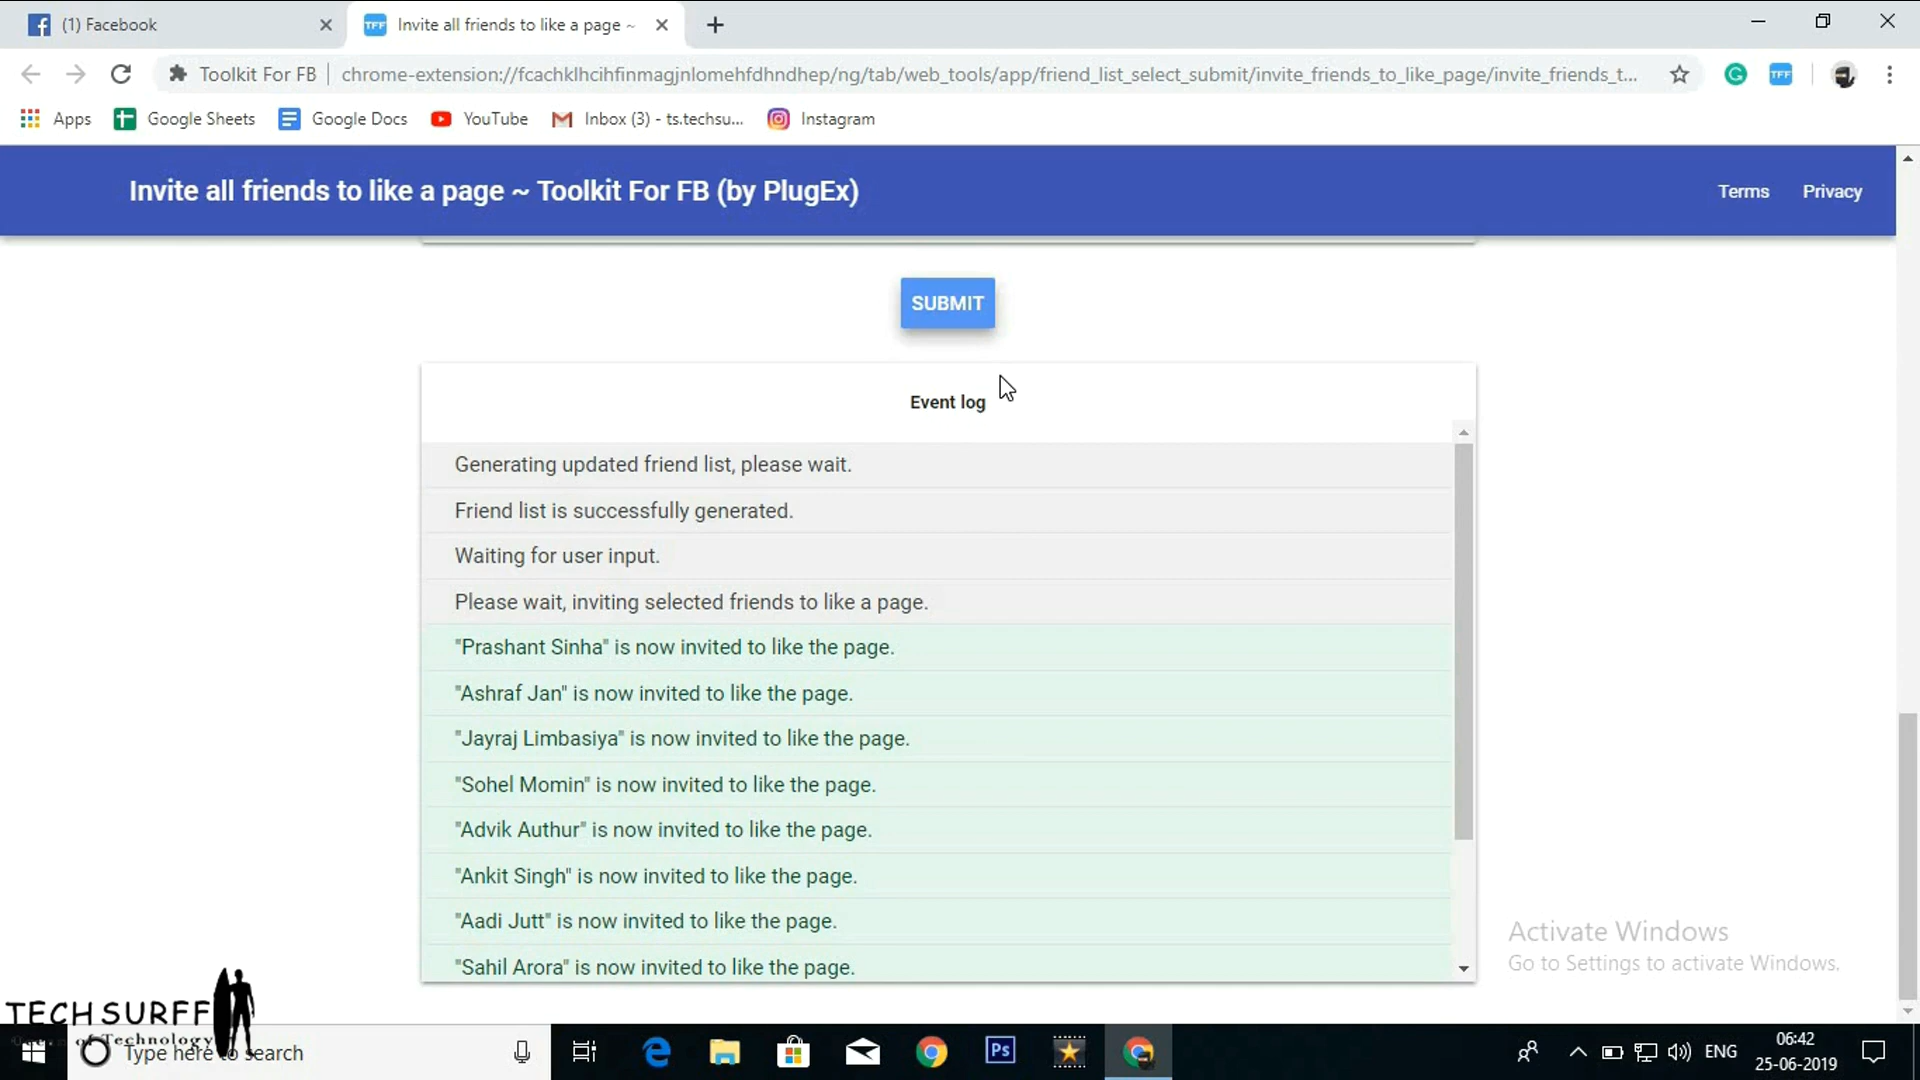 (1) Facebook
TFF
Invite all friends to like a page ~
Toolkit For FB
chrome-extension://fcachklhcihfinmagjnlomehfdhndhep/ng/tab/web_tools/app/friend_list_select_submit/invite_friends_to_like_page/invite_friends_t...
TFF
Apps
Google Sheets
Google Docs
YouTube
Inbox (3) - ts.techsu...
Instagram
Invite all friends to like a page ~ Toolkit For FB (by PlugEx)
Terms
Privacy
SUBMIT
Event log
Generating updated friend list, please wait.
Friend list is successfully generated.
Waiting for user input.
Please wait, inviting selected friends to like a page.
"Prashant Sinha" is now invited to like the page.
"Ashraf Jan" is now invited to like the page.
"Jayraj Limbasiya" is now invited to like the page.
"Sohel Momin" is now invited to like the page.
"Advik Authur" is now invited to like the page.
"Ankit Singh" is now invited to like the page.
"Aadi Jutt" is now invited to like the page.
"Sahil Arora" is now invited to like the page.
Activate Windows
Go to Settings to activate Windows.
TECH SURFF
of Technology
Type here to search
Ps
ENG
06:42
25-06-2019